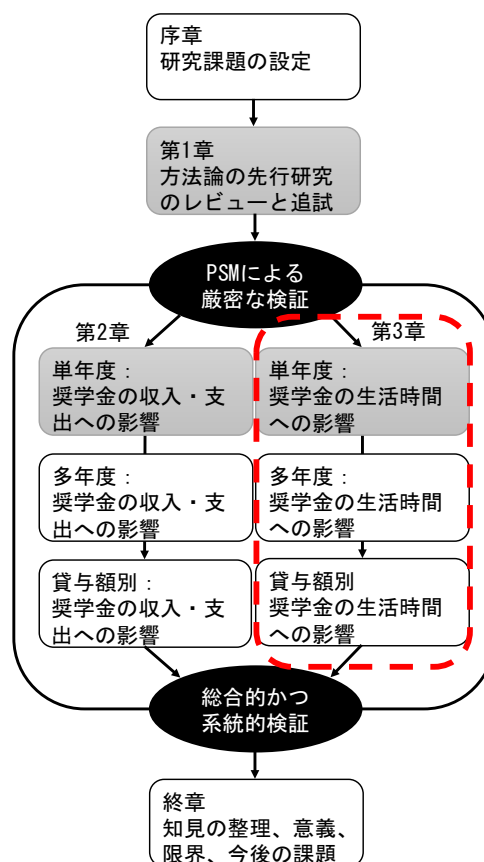 序章
研究課題の設定
第1章
方法論の先行研究
のレビューと追試
PSMによる
厳密な検証
第2章
単年度：
奨学金の収入・支
出への影響
多年度：
奨学金の収入・支
出への影響
貸与額別：
奨学金の収入・支
出への影響
第3章
単年度：
奨学金の生活時間
への影響
多年度：
奨学金の生活時間
への影響
貸与額別
奨学金の生活時間
への影響
総合的かつ
系統的検証
終章
知見の整理、意義、
限界、今後の課題